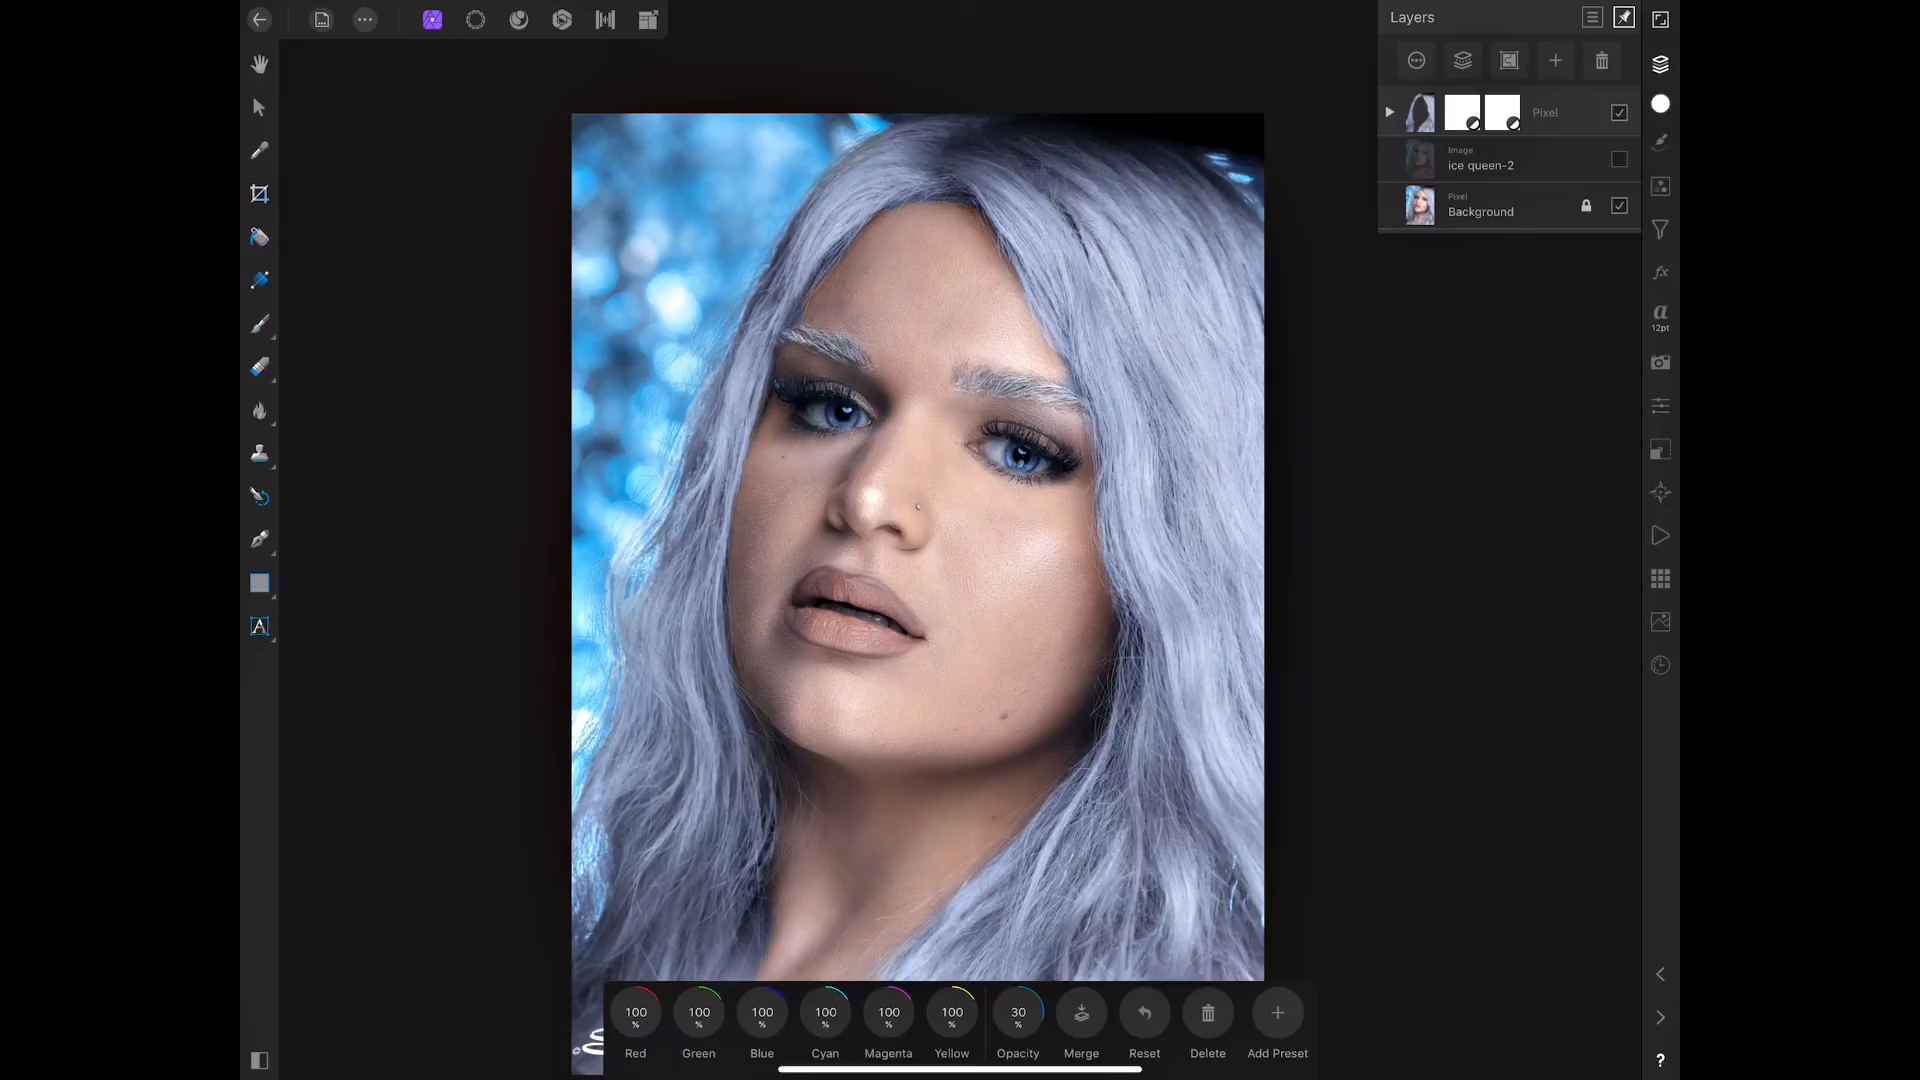 Layers
Pixel
Image
ice queen-2
Pixel
Background
a
12pt
fx
A
100 %
100 %
100 %
100 %
100 %
100 %
30 %
Red
Green
Blue
Cyan
Magenta
Yellow
Opacity
Merge
Reset
Delete
Add Preset
?